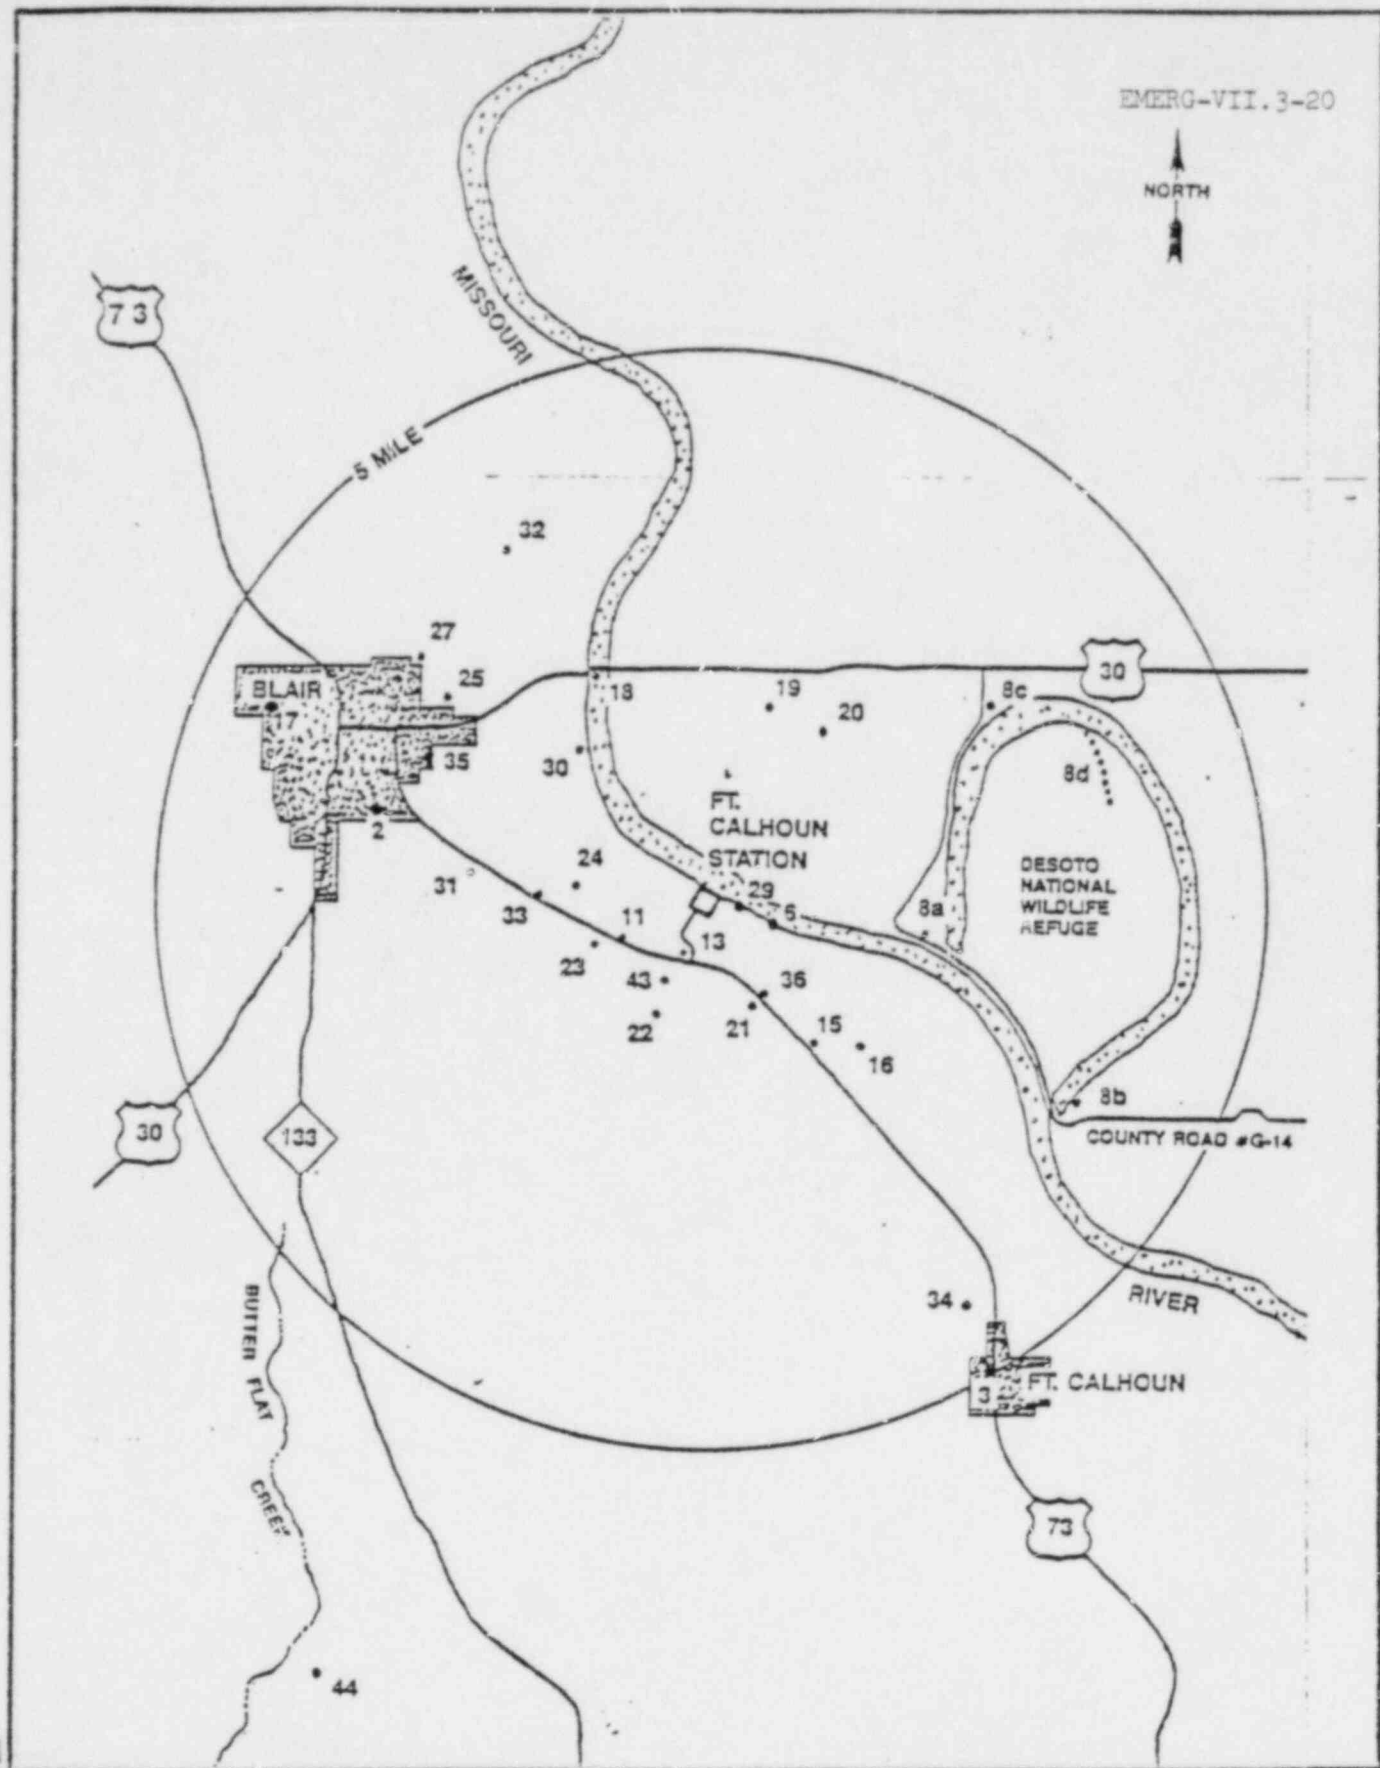 EMERG-VII.3-20
NORTH
73
MISSOURI
5 MILE
32
27
25
BLAIR
17
18
19
20
30
8c
35
30
8d
2
FT.
CALHOUN
STATION
24
31
33
29
6
DESOTO
NATIONAL
WILDLIFE
REFUGE
8a
11
13
23
43
36
22
21
15
16
8b
30
133
COUNTY ROAD #G-14
BUTTER FLAT
CREEK
34
RIVER
3
FT. CALHOUN
73
44